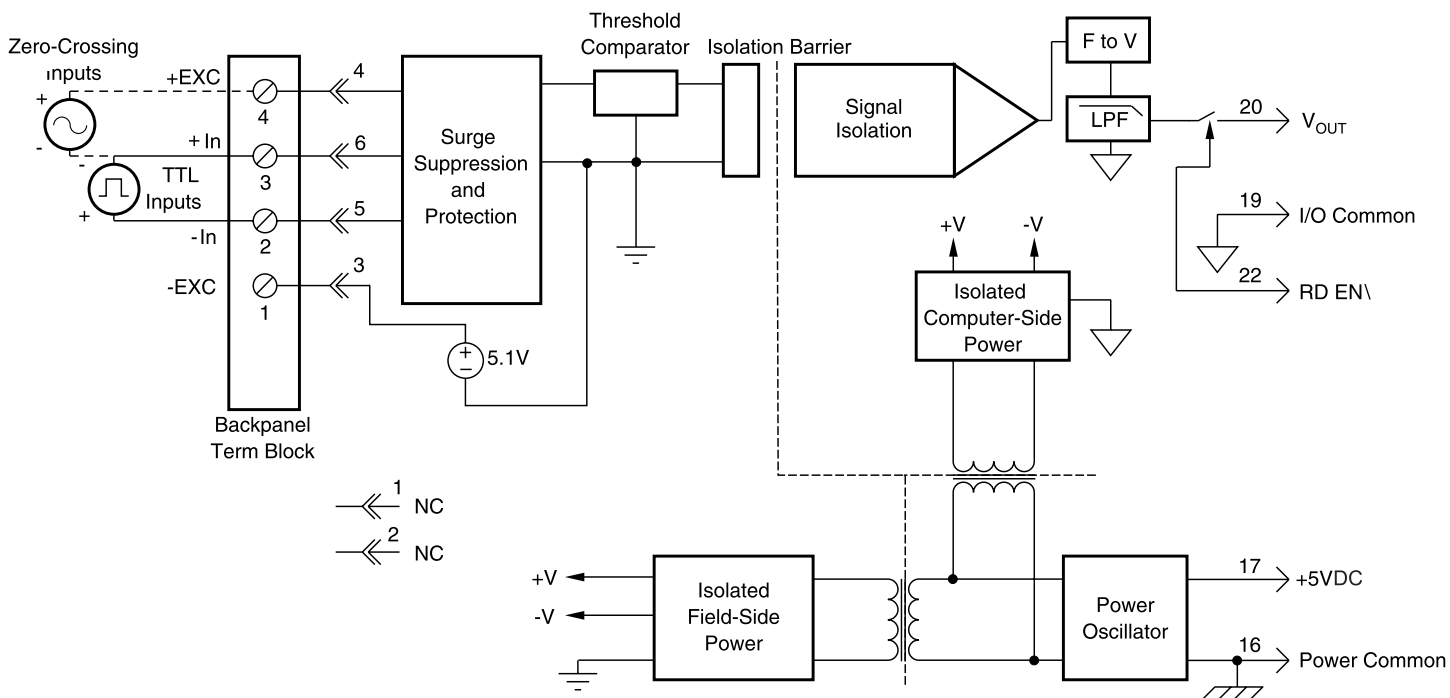 Zero-Crossing
Inputs
+EXC
+
-
+ In
-
TTL
Inputs
+
-In
-EXC
4
3
2
1
Backpanel
Term Block
4
6
5
3
Surge
Suppression
and
Protection
+
−
5.1V
Threshold
Comparator
Isolation Barrier
Signal
Isolation
F to V
LPF
20
VOUT
19
I/O Common
22
RD EN\
+V
-V
Isolated
Computer-Side
Power
1
NC
2
NC
+V
-V
Isolated
Field-Side
Power
Power
Oscillator
17
+5VDC
16
Power Common